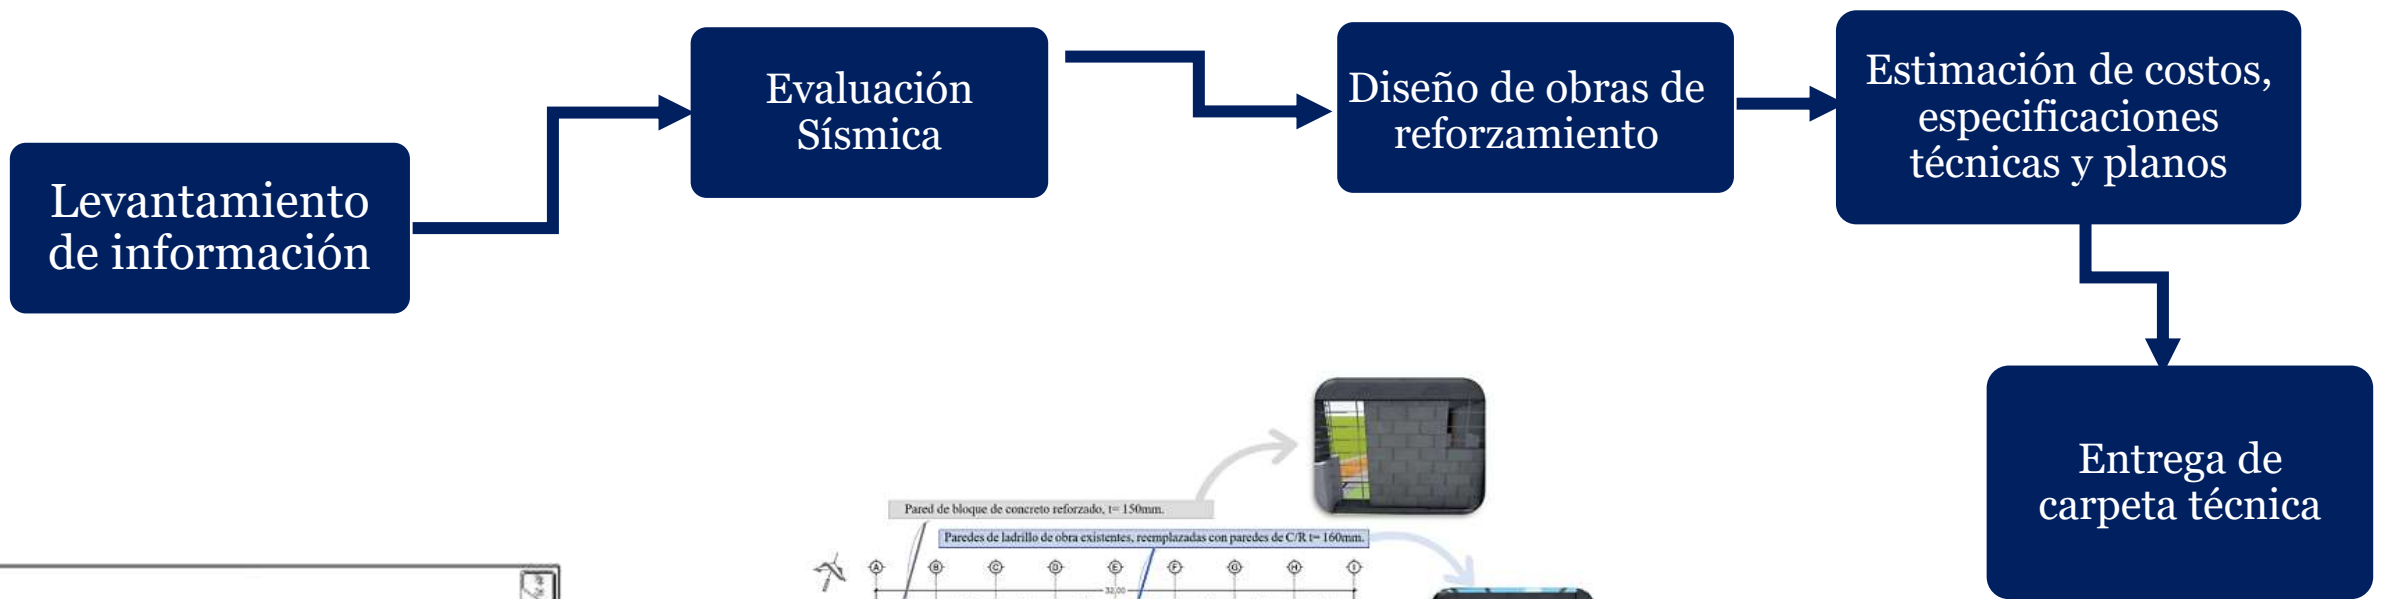 Levantamiento
de información
Evaluación
Sísmica
Diseño de obras de
reforzamiento
Estimación de costos,
especificaciones
técnicas y planos
Entrega de
carpeta técnica
Pared de bloque de concreto reforzado, t= 150mm.
Paredes de ladrillo de obra existentes, reemplazadas con paredes de C/R t= 160mm.
A B C D E F G H I
32,00